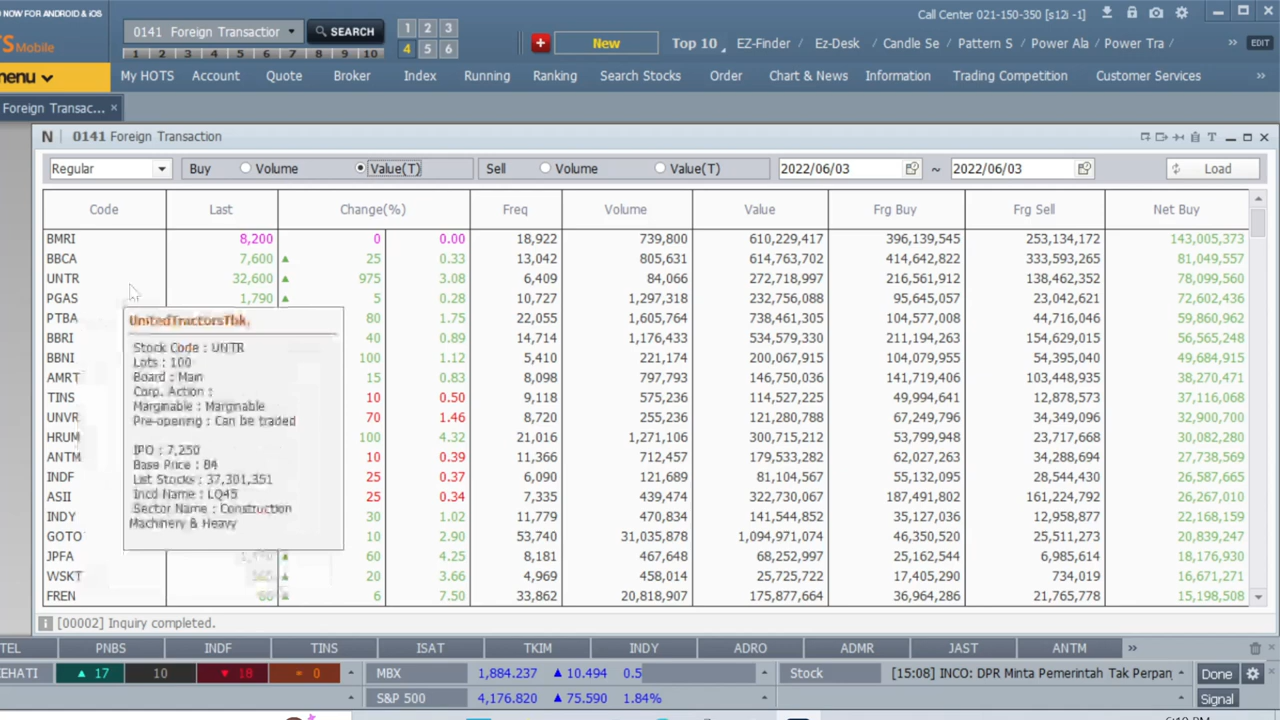 NOW FOR ANDROID & iOS
TS Mobile
0141 Foreign Transactior
SEARCH
1 2 3 4 5 6 7 8 9 10
1 2 3
4 5 6
New
Top 10 EZ-Finder Ez-Desk Candle Se Pattern S Power Ala Power Tra
EDIT
Call Center 021-150-350 [s12i -1]
menu
My HOTS Account Quote Broker Index Running Ranking Search Stocks Order Chart & News Information Trading Competition Customer Services
Foreign Transac... ×
N 0141 Foreign Transaction
Regular Buy Volume Value(T) Sell Volume Value(T) 2022/06/03 ~ 2022/06/03 Load
Code Last Change(%) Freq Volume Value Frg Buy Frg Sell Net Buy
BMRI 8,200 0 0.00 18,922 739,800 610,229,417 396,139,545 253,134,172 143,005,373
BBCA 7,600 ▲ 25 0.33 13,042 805,631 614,763,702 414,642,822 333,593,265 81,049,557
UNTR 32,600 ▲ 975 3.08 6,409 84,066 272,718,997 216,561,912 138,462,352 78,099,560
PGAS 1,790 ▲ 5 0.28 10,727 1,297,318 232,756,088 95,645,057 23,042,621 72,602,436
PTBA 80 1.75 22,055 1,605,764 738,461,305 104,577,008 44,716,046 59,860,962
BBRI 40 0.89 14,714 1,176,433 534,579,330 211,194,263 154,629,015 56,565,248
BBNI 100 1.12 5,410 221,174 200,067,915 104,079,955 54,395,040 49,684,915
AMRT 15 0.83 8,098 797,793 146,750,036 141,719,406 103,448,935 38,270,471
TINS 10 0.50 9,118 575,236 114,527,225 49,994,641 12,878,573 37,116,068
UNVR 70 1.46 8,720 255,236 121,280,788 67,249,796 34,349,096 32,900,700
HRUM 100 4.32 21,016 1,271,106 300,715,212 53,799,948 23,717,668 30,082,280
ANTM 10 0.39 11,366 712,457 179,533,282 62,027,263 34,288,694 27,738,569
INDF 25 0.37 6,090 121,689 81,104,567 55,132,095 28,544,430 26,587,665
ASII 25 0.34 7,335 439,474 322,730,067 187,491,802 161,224,792 26,267,010
INDY 30 1.02 11,779 470,834 141,544,852 35,127,036 12,958,877 22,168,159
GOTO 10 2.90 53,740 31,035,878 1,094,971,074 46,350,520 25,511,273 20,839,247
JPFA ▲ 60 4.25 8,181 467,648 68,252,997 25,162,544 6,985,614 18,176,930
WSKT ▲ 20 3.66 4,969 458,014 25,725,722 17,405,290 734,019 16,671,271
FREN ▲ 6 7.50 33,862 20,818,907 175,877,664 36,964,286 21,765,778 15,198,508
UnitedTractorsTbk.
Stock Code : UNTR
Lots : 100
Board : Main
Corp. Action :
Marginable : Marginable
Pre-opening : Can be traded
IPO : 7,250
Base Price : 84
List Stocks : 37,301,351
Incd Name : LQ45
Sector Name : Construction
Machinery & Heavy
[00002] Inquiry completed.
TEL PNBS INDF TINS ISAT TKIM INDY ADRO ADMR JAST ANTM
KEHATI ▲ 17 10 ▼ 18 = 0 MBX 1,884.237 ▲ 10.494 0.5 Stock [15:08] INCO: DPR Minta Pemerintah Tak Perpan Done
S&P 500 4,176.820 ▲ 75.590 1.84% Signal